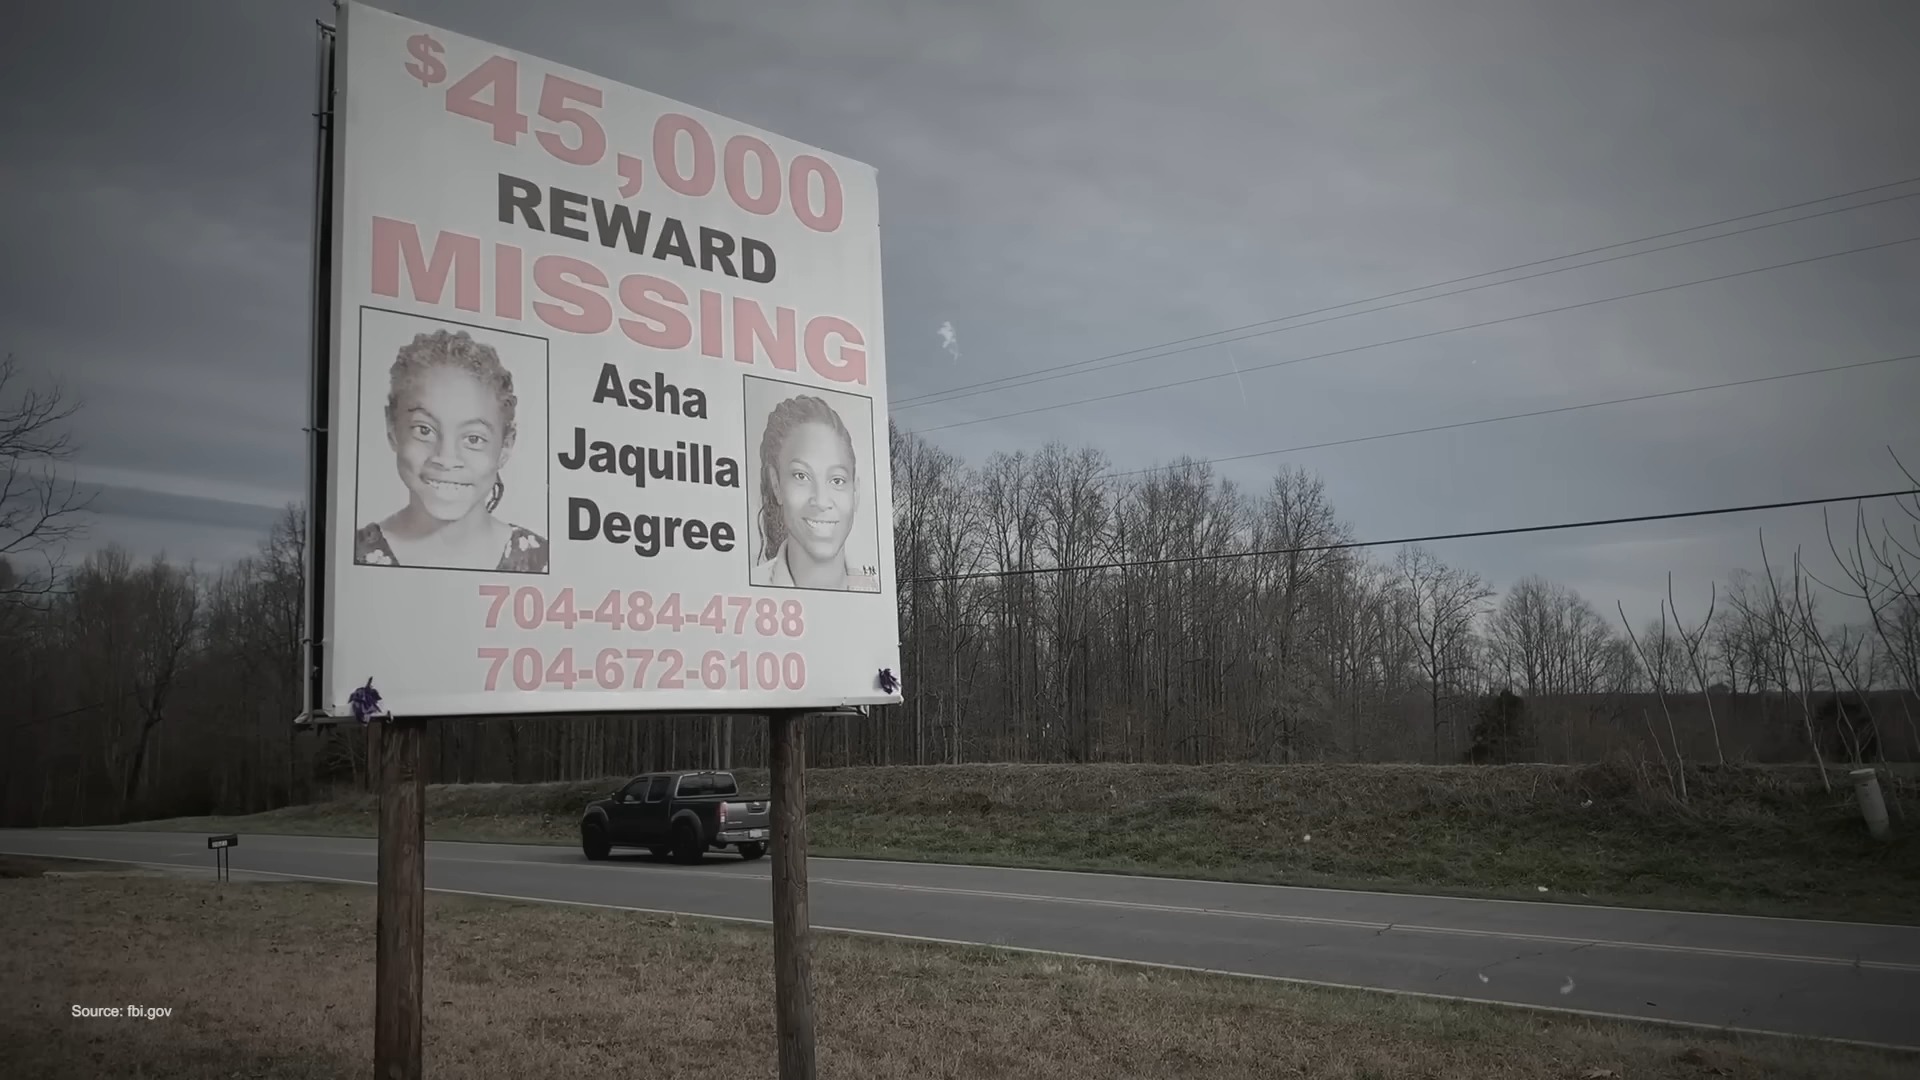 $45,000
REWARD
MISSING
Asha
Jaquilla
Degree
704-484-4788
704-672-6100
Source: fbi.gov